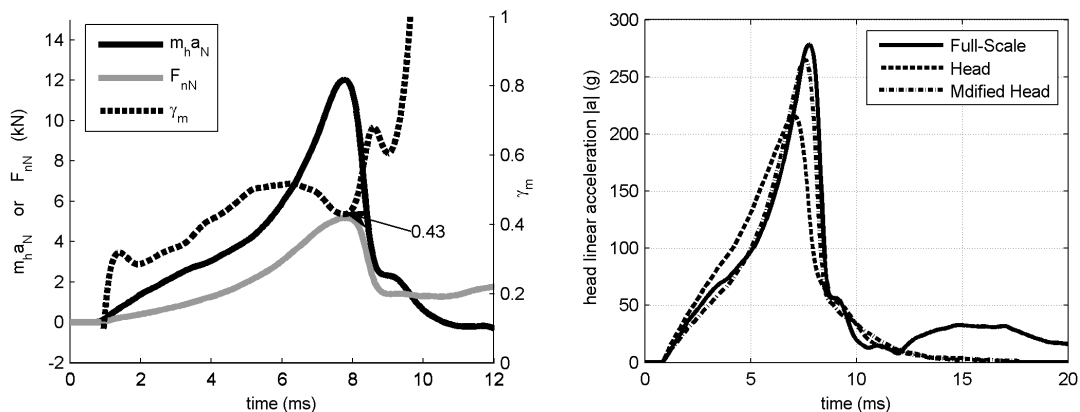 14
12
10
8
6
4
2
0
-2
m_h a_N or F_nN (kN)
m_h a_N
F_nN
γ_m
1
0.8
0.6
0.4
0.2
0
γ_m
0.43
0 2 4 6 8 10 12
time (ms)
300
250
200
150
100
50
0
head linear acceleration |a| (g)
Full-Scale
Head
Mdified Head
0 5 10 15 20
time (ms)